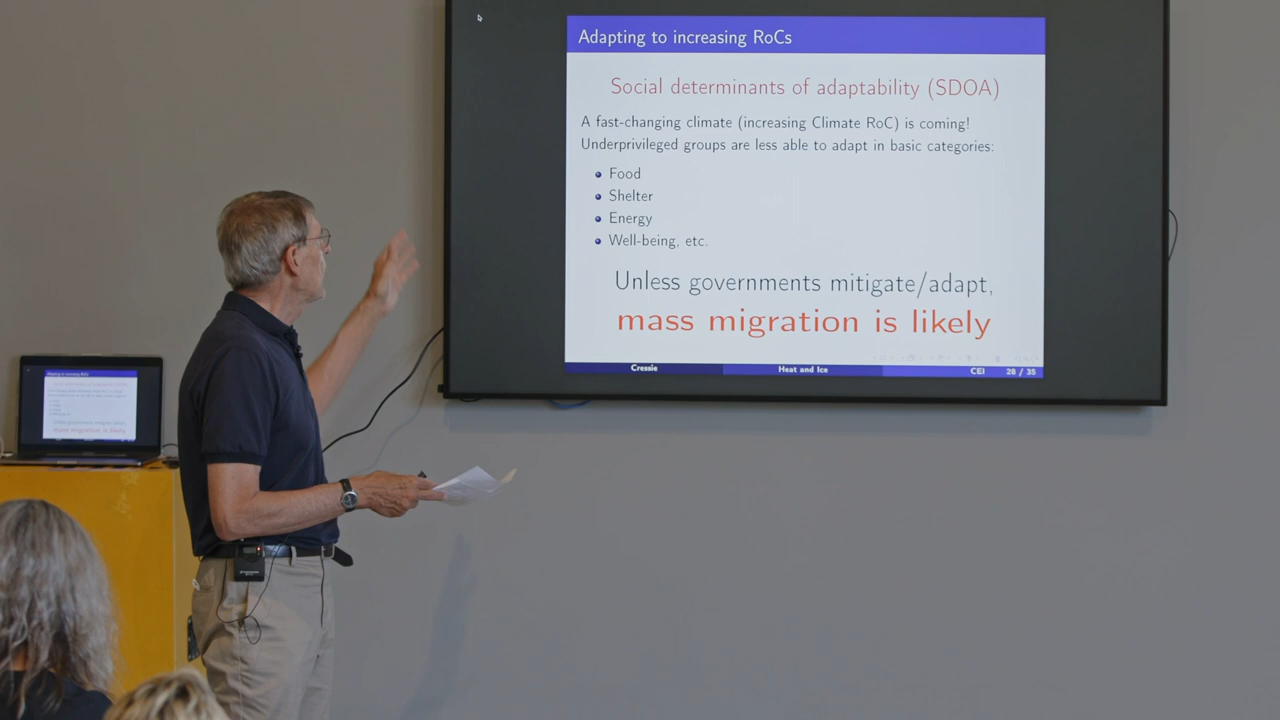 Adapting to increasing RoCs
Social determinants of adaptability (SDOA)
A fast-changing climate (increasing Climate RoC) is coming!
Underprivileged groups are less able to adapt in basic categories:
Food
Shelter
Energy
Well-being, etc.
Unless governments mitigate/adapt,
mass migration is likely
Cressie
Heat and Ice
CEI 28 / 35